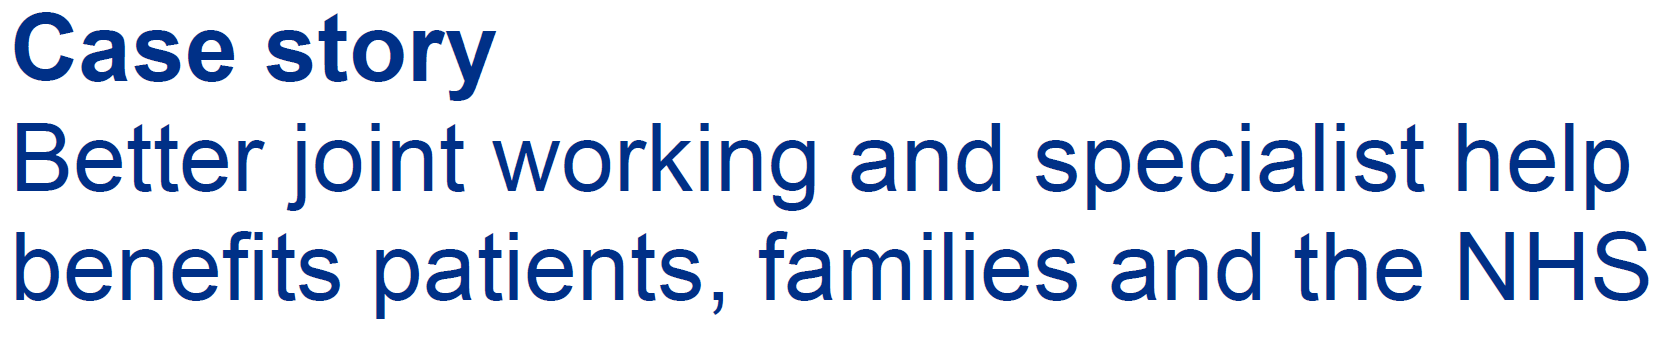 Case story
Better joint working and specialist help
benefits patients, families and the NHS